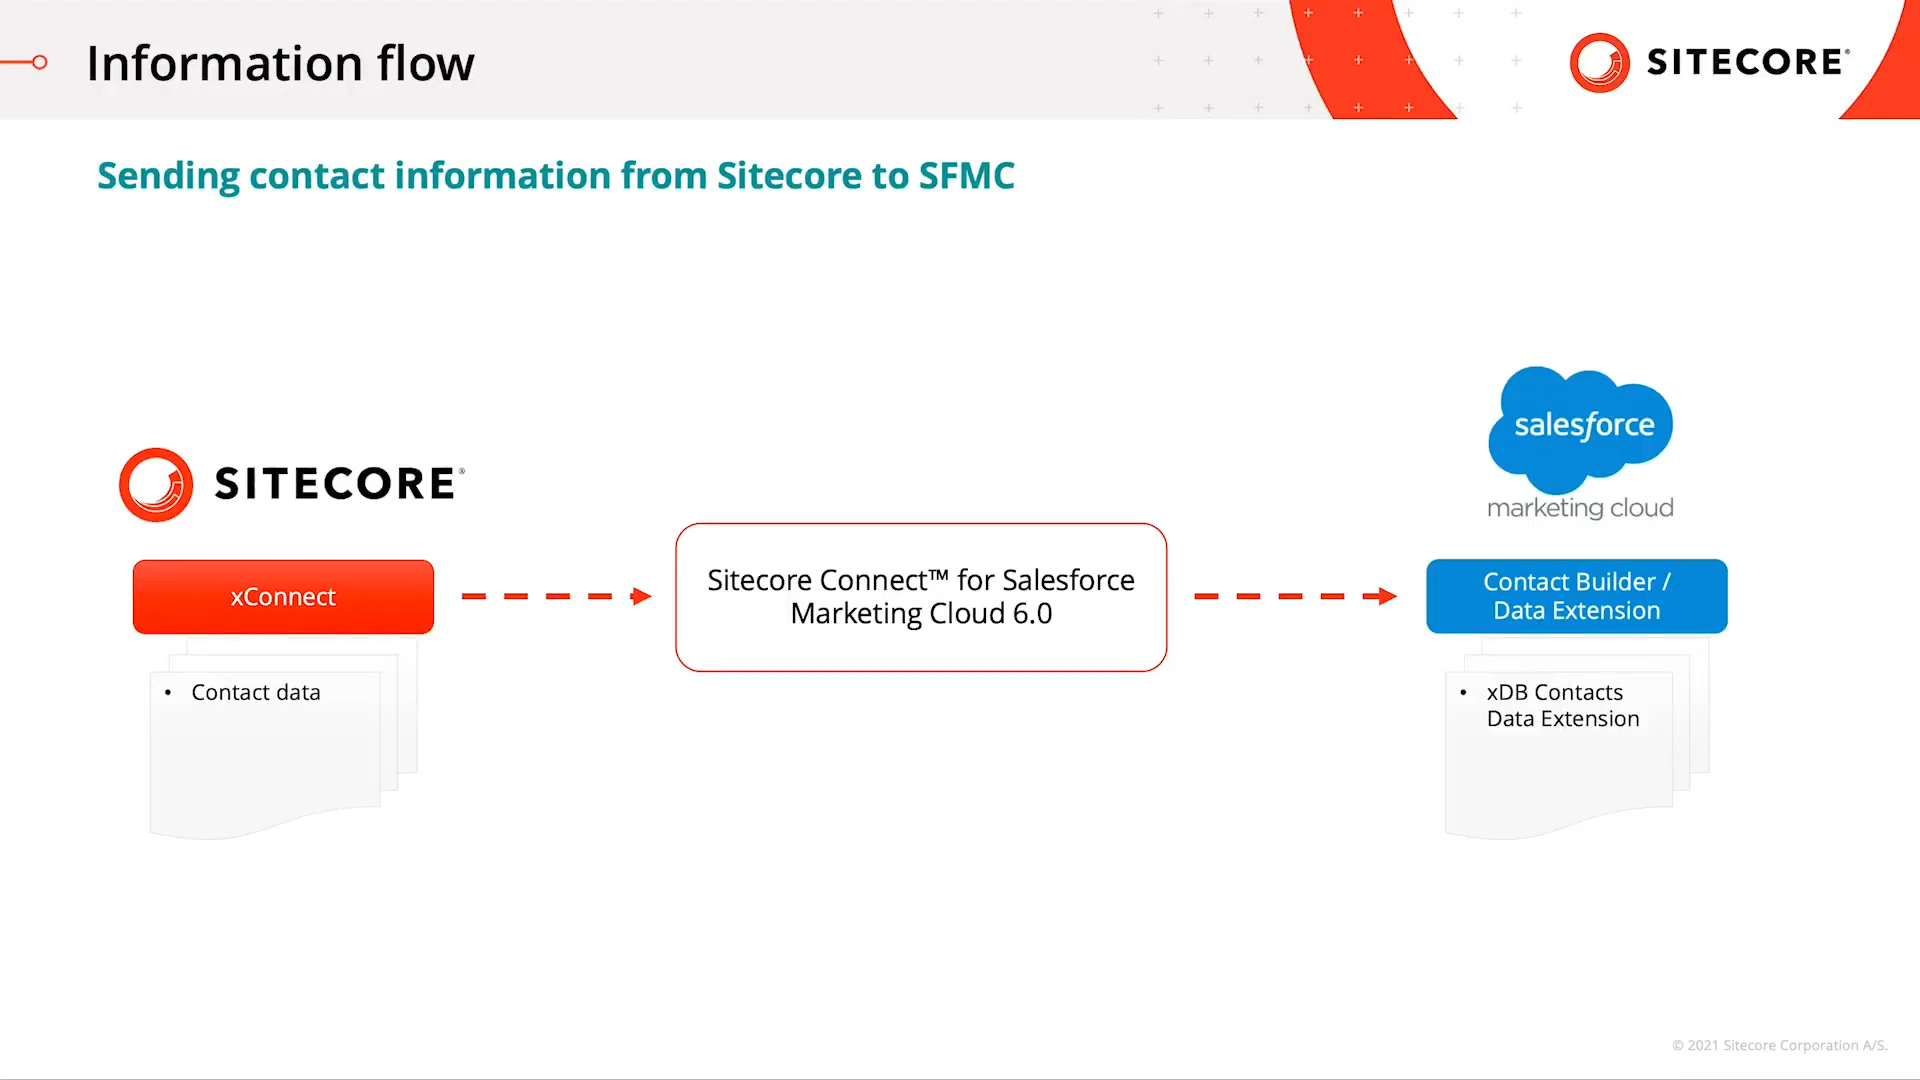 Information flow
SITECORE®
Sending contact information from Sitecore to SFMC
SITECORE®
salesforce
marketing cloud
xConnect
Sitecore Connect™ for Salesforce
Marketing Cloud 6.0
Contact Builder /
Data Extension
• Contact data
• xDB Contacts
Data Extension
© 2021 Sitecore Corporation A/S.